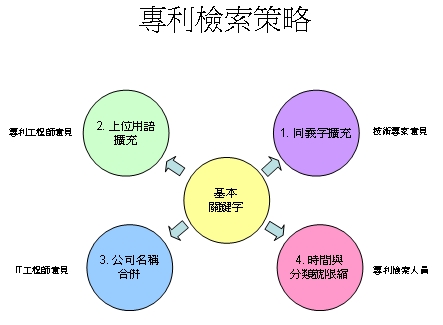 專利檢索策略
專利工程師意見
2. 上位用語
擴充
1. 同義字擴充
技術專家意見
基本
關鍵字
IT工程師意見
3. 公司名稱
合併
4. 時間與
分類號限縮
專利檢索人員